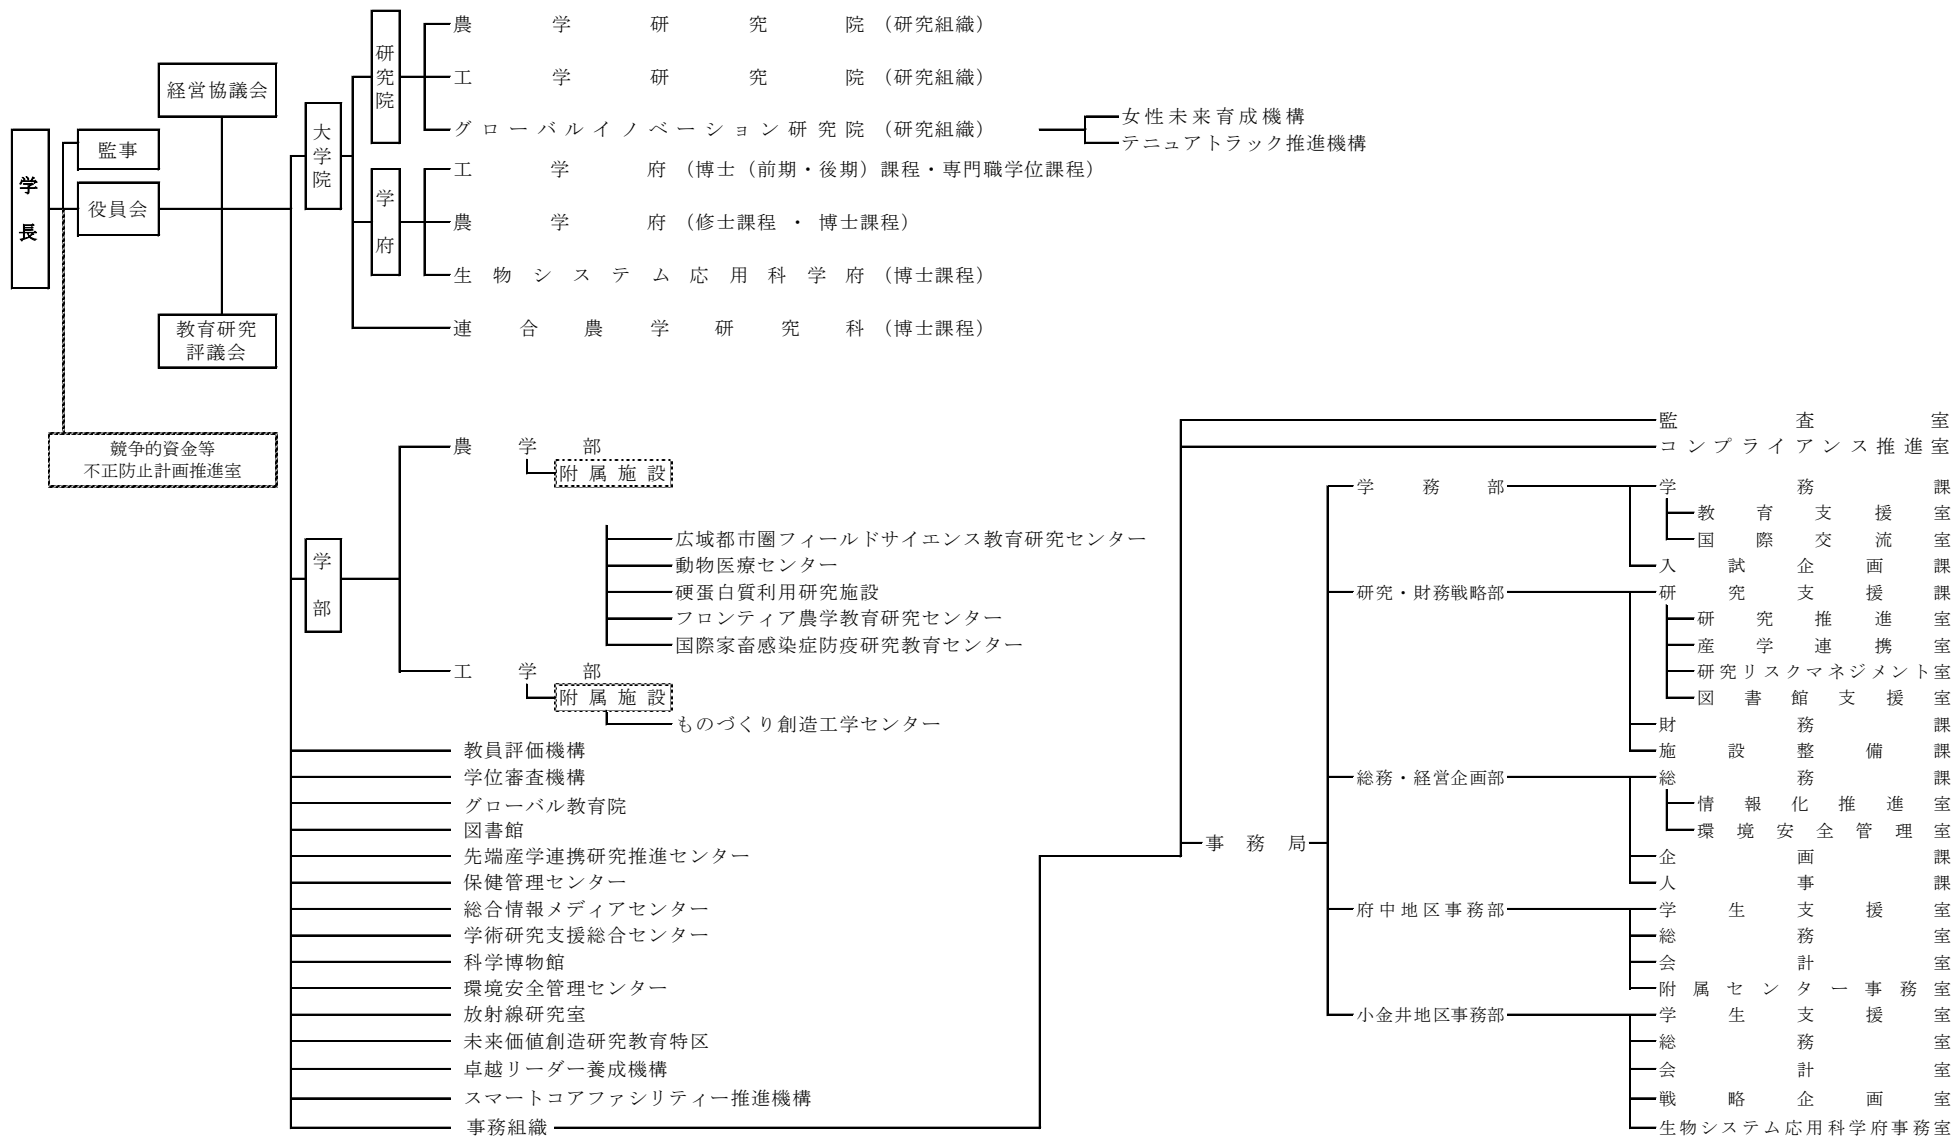 学長
監事
役員会
経営協議会
教育研究
評議会
競争的資金等
不正防止計画推進室
大学院
研究院
農学研究院（研究組織）
工学研究院（研究組織）
グローバルイノベーション研究院（研究組織）
女性未来育成機構
テニュアトラック推進機構
学府
工学府（博士（前期・後期）課程・専門職学位課程）
農学府（修士課程 ・ 博士課程）
生物システム応用科学府（博士課程）
連合農学研究科（博士課程）
学部
農学部
附属施設
広域都市圏フィールドサイエンス教育研究センター
動物医療センター
硬蛋白質利用研究施設
フロンティア農学教育研究センター
国際家畜感染症防疫研究教育センター
工学部
附属施設
ものづくり創造工学センター
教員評価機構
学位審査機構
グローバル教育院
図書館
先端産学連携研究推進センター
保健管理センター
総合情報メディアセンター
学術研究支援総合センター
科学博物館
環境安全管理センター
放射線研究室
未来価値創造研究教育特区
卓越リーダー養成機構
スマートコアファシリティー推進機構
事務組織
監査室
コンプライアンス推進室
事務局
学務部
学務課
教育支援室
国際交流室
入試企画課
研究・財務戦略部
研究支援課
研究推進室
産学連携室
研究リスクマネジメント室
図書館支援室
財務課
施設整備課
総務・経営企画部
総務課
情報化推進室
環境安全管理室
企画課
人事課
府中地区事務部
学生支援室
総務室
会計室
附属センター事務室
小金井地区事務部
学生支援室
総務室
会計室
戦略企画室
生物システム応用科学府事務室